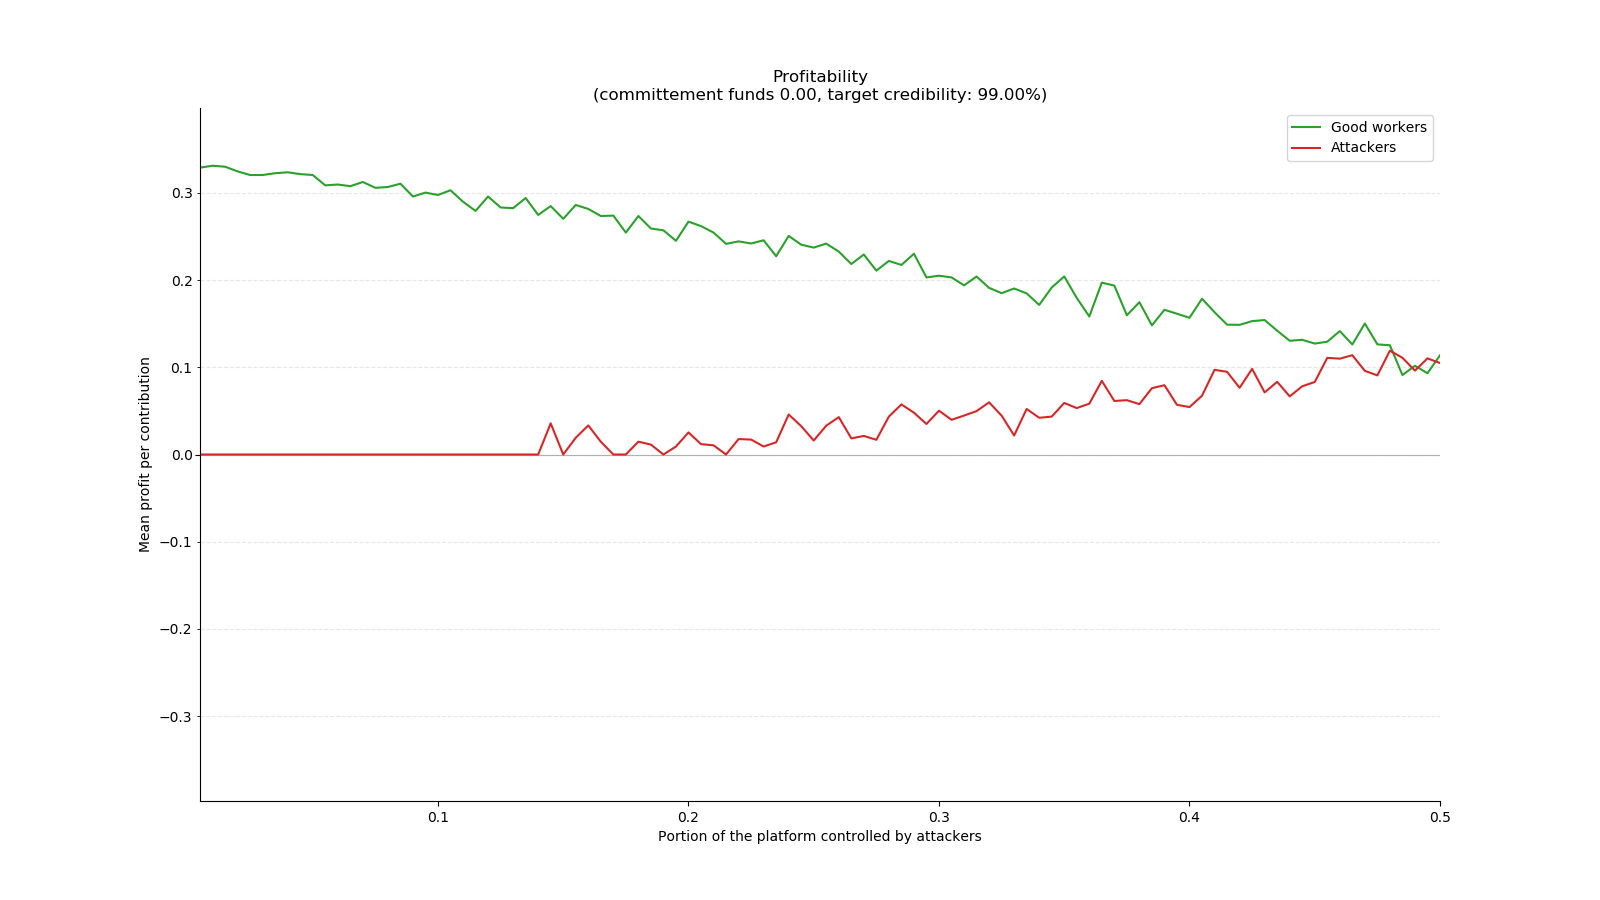 Profitability
(committement funds 0.00, target credibility: 99.00%)
Good workers
Attackers
Mean profit per contribution
0.3
0.2
0.1
0.0
−0.1
−0.2
−0.3
0.1
0.2
0.3
0.4
0.5
Portion of the platform controlled by attackers